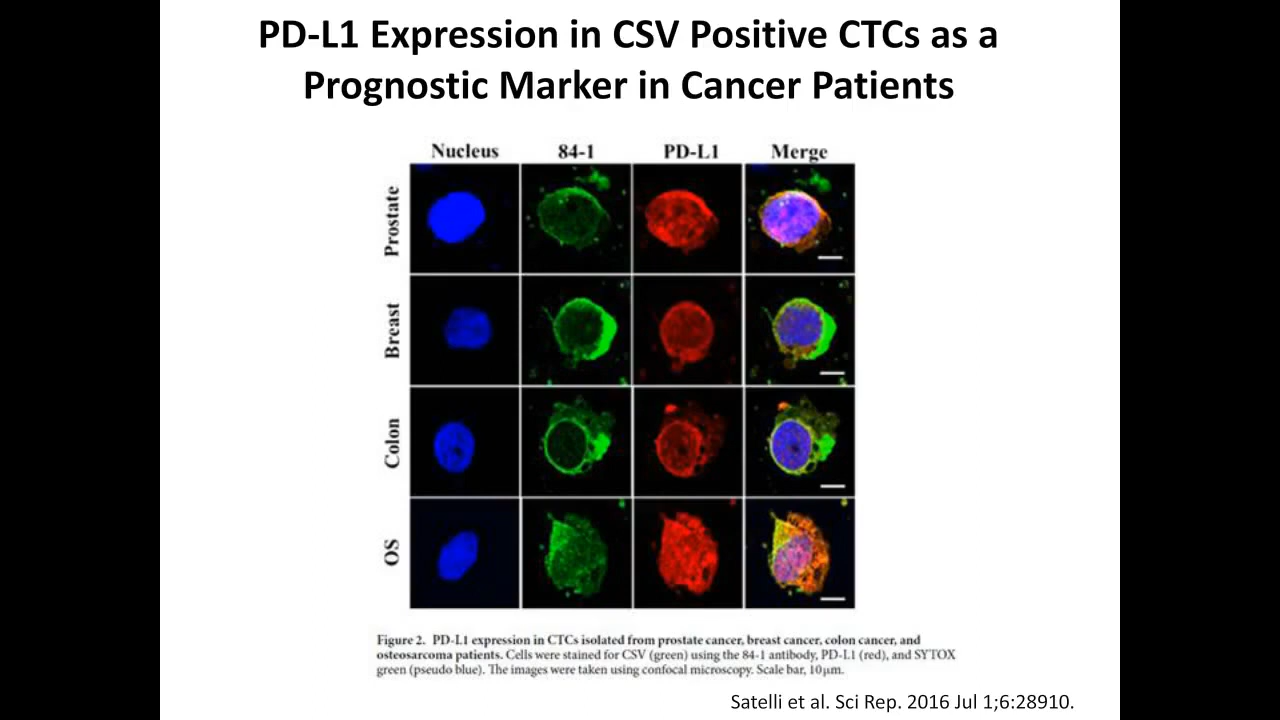 PD-L1 Expression in CSV Positive CTCs as a
Prognostic Marker in Cancer Patients
Nucleus 84-1 PD-L1 Merge
Prostate
Breast
Colon
OS
Figure 2. PD-L1 expression in CTCs isolated from prostate cancer, breast cancer, colon cancer, and
osteosarcoma patients. Cells were stained for CSV (green) using the 84-1 antibody, PD-L1 (red), and SYTOX
green (pseudo blue). The images were taken using confocal microscopy. Scale bar, 10μm.
Satelli et al. Sci Rep. 2016 Jul 1;6:28910.